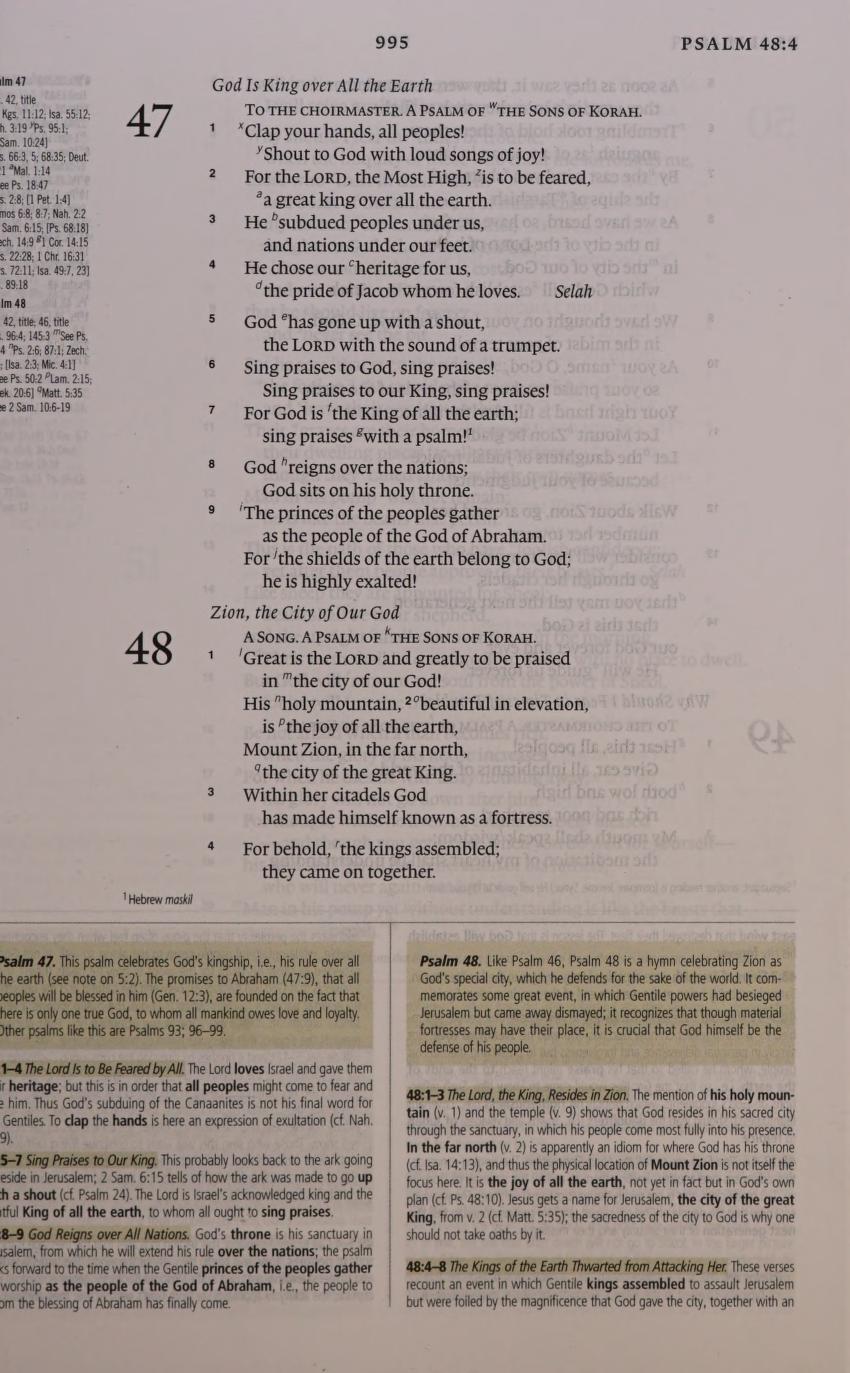 995
PSALM 48:4
lm 47
. 42, title
Kgs. 11:12; Isa. 55:12;
h. 3:19 ʸPs. 95:1;
Sam. 10:24]
s. 66:3, 5; 68:35; Deut.
1 ᵃMal. 1:14
ee Ps. 18:47
s. 2:8; [1 Pet. 1:4]
mos 6:8; 8:7; Nah. 2:2
Sam. 6:15; [Ps. 68:18]
ch. 14:9 ᵍ1 Cor. 14:15
s. 22:28; 1 Chr. 16:31
s. 72:11; Isa. 49:7, 23]
. 89:18
lm 48
42, title; 46, title
. 96:4; 145:3 ᵐSee Ps.
4 ⁿPs. 2:6; 87:1; Zech.
; [Isa. 2:3; Mic. 4:1]
ee Ps. 50:2 ᵖLam. 2:15;
ek. 20:6] ᑫMatt. 5:35
e 2 Sam. 10:6-19
God Is King over All the Earth
47
TO THE CHOIRMASTER. A PSALM OF ʷTHE SONS OF KORAH.
1 ˣClap your hands, all peoples!
ʸShout to God with loud songs of joy!
2 For the LORD, the Most High, ᶻis to be feared,
ᵃa great king over all the earth.
3 He ᵇsubdued peoples under us,
and nations under our feet.
4 He chose our ᶜheritage for us,
ᵈthe pride of Jacob whom he loves. Selah
5 God ᵉhas gone up with a shout,
the LORD with the sound of a trumpet.
6 Sing praises to God, sing praises!
Sing praises to our King, sing praises!
7 For God is ᶠthe King of all the earth;
sing praises ᵍwith a psalm!¹
8 God ʰreigns over the nations;
God sits on his holy throne.
9 ⁱThe princes of the peoples gather
as the people of the God of Abraham.
For ʲthe shields of the earth belong to God;
he is highly exalted!
Zion, the City of Our God
48
A SONG. A PSALM OF ᵏTHE SONS OF KORAH.
1 ˡGreat is the LORD and greatly to be praised
in ᵐthe city of our God!
His ⁿholy mountain, ²ᵒbeautiful in elevation,
is ᵖthe joy of all the earth,
Mount Zion, in the far north,
ᑫthe city of the great King.
3 Within her citadels God
has made himself known as a fortress.
4 For behold, ʳthe kings assembled;
they came on together.
¹ Hebrew maskil
Psalm 47. This psalm celebrates God's kingship, i.e., his rule over all
he earth (see note on 5:2). The promises to Abraham (47:9), that all
peoples will be blessed in him (Gen. 12:3), are founded on the fact that
here is only one true God, to whom all mankind owes love and loyalty.
Other psalms like this are Psalms 93; 96–99.
1–4 The Lord Is to Be Feared by All. The Lord loves Israel and gave them
ir heritage; but this is in order that all peoples might come to fear and
e him. Thus God's subduing of the Canaanites is not his final word for
Gentiles. To clap the hands is here an expression of exultation (cf. Nah.
9).
5–7 Sing Praises to Our King. This probably looks back to the ark going
eside in Jerusalem; 2 Sam. 6:15 tells of how the ark was made to go up
h a shout (cf. Psalm 24). The Lord is Israel's acknowledged king and the
tful King of all the earth, to whom all ought to sing praises.
8–9 God Reigns over All Nations. God's throne is his sanctuary in
usalem, from which he will extend his rule over the nations; the psalm
ks forward to the time when the Gentile princes of the peoples gather
worship as the people of the God of Abraham, i.e., the people to
om the blessing of Abraham has finally come.
Psalm 48. Like Psalm 46, Psalm 48 is a hymn celebrating Zion as
God's special city, which he defends for the sake of the world. It com-
memorates some great event, in which Gentile powers had besieged
Jerusalem but came away dismayed; it recognizes that though material
fortresses may have their place, it is crucial that God himself be the
defense of his people.
48:1–3 The Lord, the King, Resides in Zion. The mention of his holy moun-
tain (v. 1) and the temple (v. 9) shows that God resides in his sacred city
through the sanctuary, in which his people come most fully into his presence.
In the far north (v. 2) is apparently an idiom for where God has his throne
(cf. Isa. 14:13), and thus the physical location of Mount Zion is not itself the
focus here. It is the joy of all the earth, not yet in fact but in God's own
plan (cf. Ps. 48:10). Jesus gets a name for Jerusalem, the city of the great
King, from v. 2 (cf. Matt. 5:35); the sacredness of the city to God is why one
should not take oaths by it.
48:4–8 The Kings of the Earth Thwarted from Attacking Her. These verses
recount an event in which Gentile kings assembled to assault Jerusalem
but were foiled by the magnificence that God gave the city, together with an